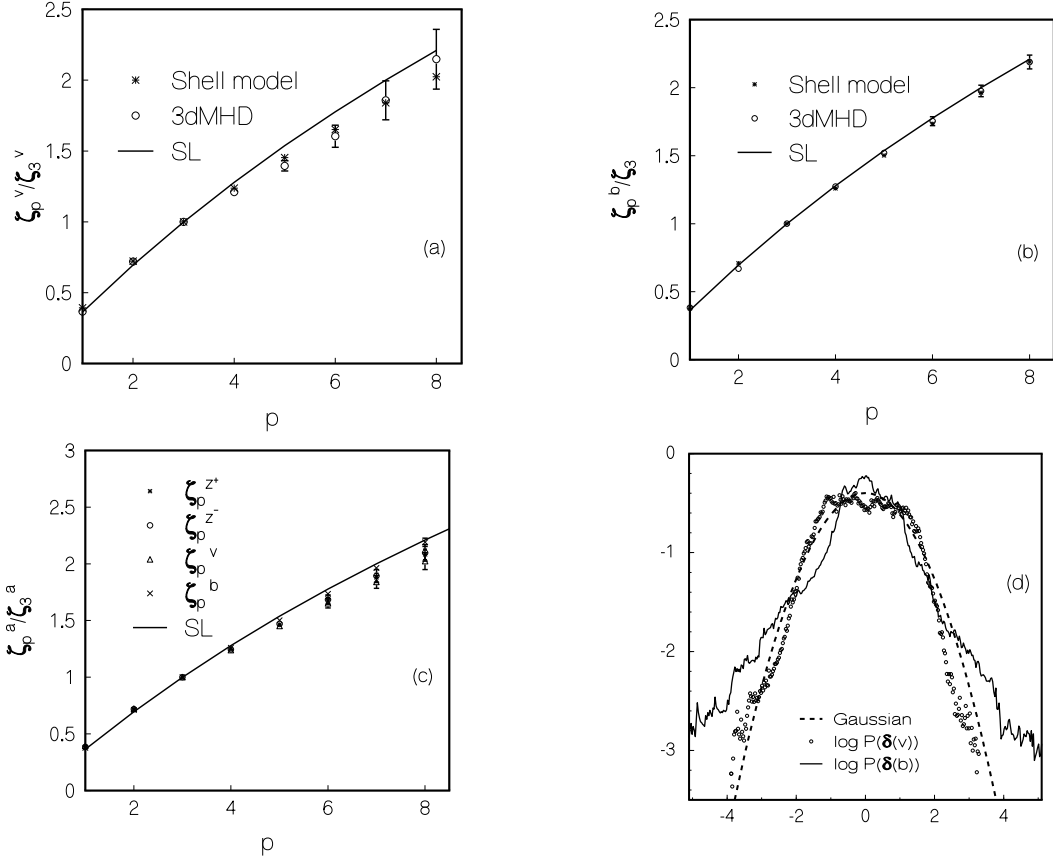 2.5
2
1.5
1
0.5
0
ζp^v/ζ3^v
Shell model
3dMHD
SL
(a)
2 4 6 8
p
2.5
2
1.5
1
0.5
0
ζp^b/ζ3^b
Shell model
3dMHD
SL
(b)
2 4 6 8
p
3
2.5
2
1.5
1
0.5
0
ζp^a/ζ3^a
ζp^z+
ζp^z-
ζp^v
ζp^b
SL
(c)
2 4 6 8
p
0
-1
-2
-3
(d)
Gaussian
log P(δ(v))
log P(δ(b))
-4 -2 0 2 4